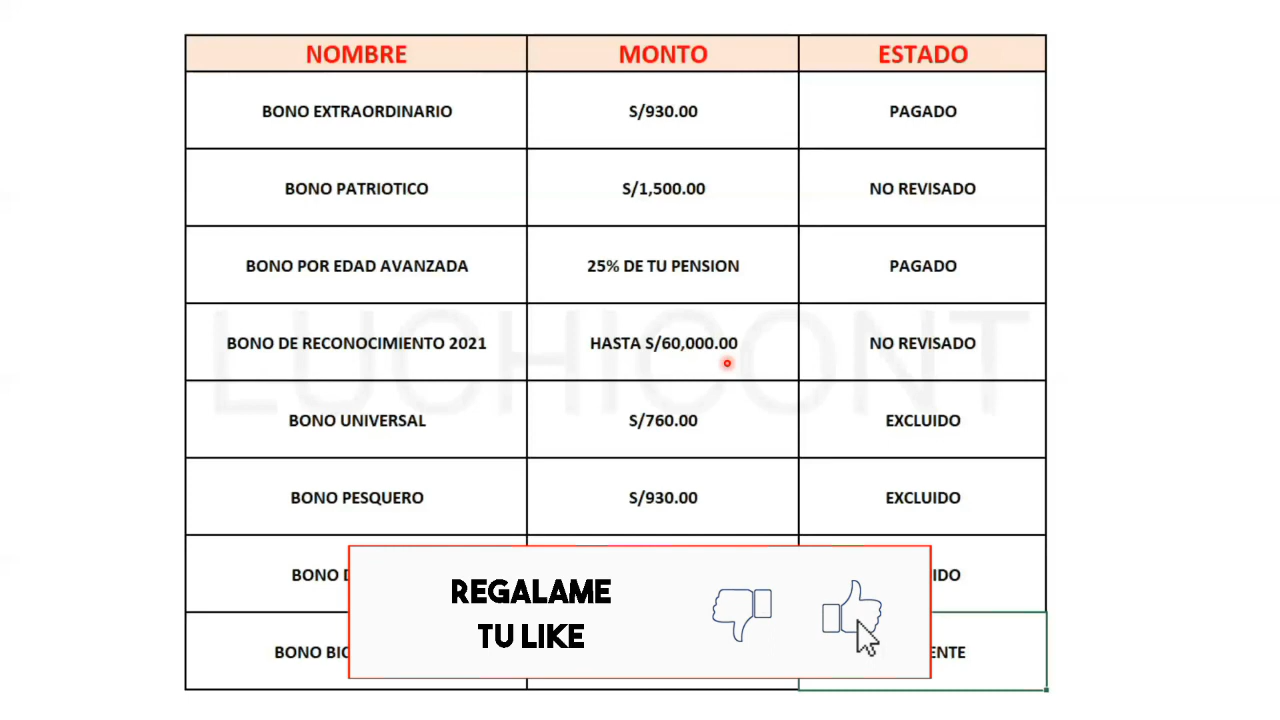 NOMBRE MONTO ESTADO
BONO EXTRAORDINARIO S/930.00 PAGADO
BONO PATRIOTICO S/1,500.00 NO REVISADO
BONO POR EDAD AVANZADA 25% DE TU PENSION PAGADO
BONO DE RECONOCIMIENTO 2021 HASTA S/60,000.00 NO REVISADO
LUCHICONT
BONO UNIVERSAL S/760.00 EXCLUIDO
BONO PESQUERO S/930.00 EXCLUIDO
BONO
REGALAME
TU LIKE
BONO